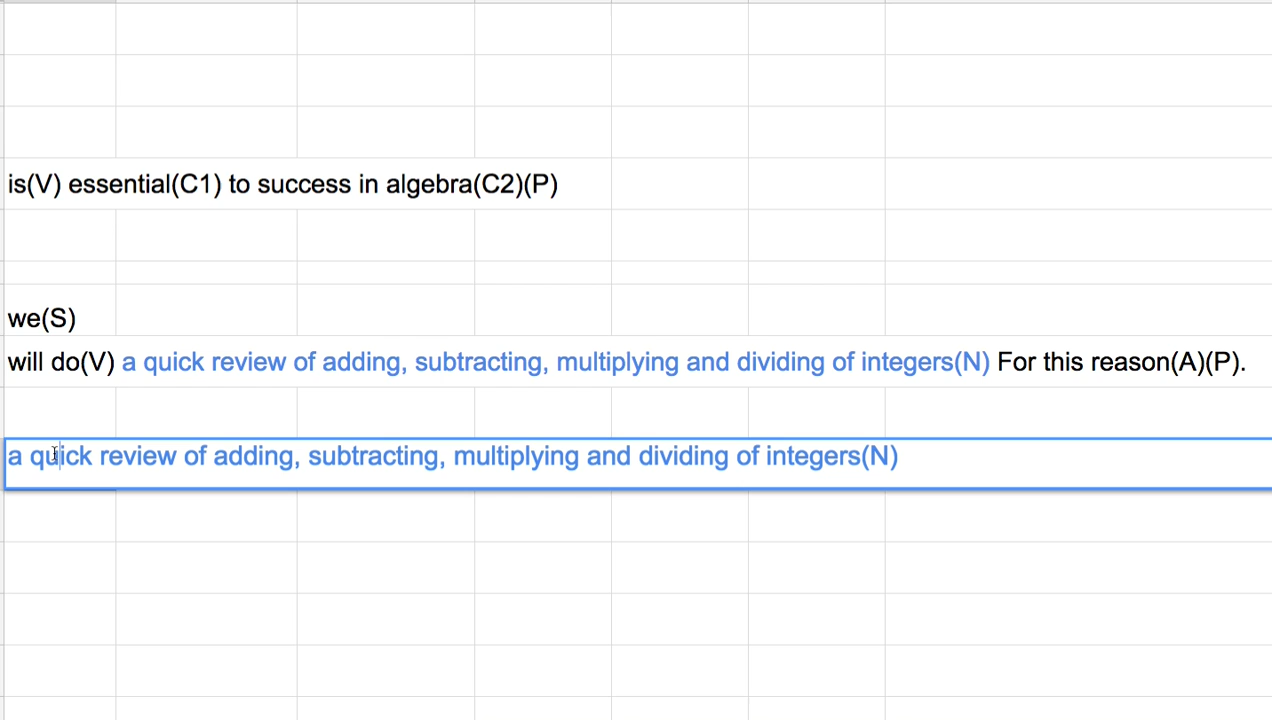 is(V) essential(C1) to success in algebra(C2)(P)
we(S)
will do(V) a quick review of adding, subtracting, multiplying and dividing of integers(N) For this reason(A)(P).
a quick review of adding, subtracting, multiplying and dividing of integers(N)